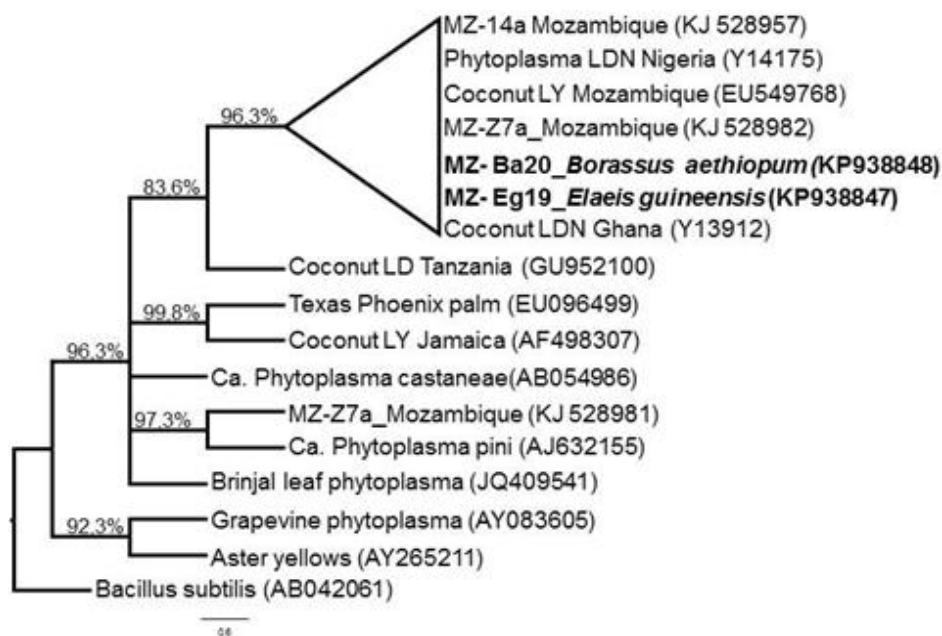 MZ-14a Mozambique (KJ 528957)
Phytoplasma LDN Nigeria (Y14175)
96.3%
Coconut LY Mozambique (EU549768)
MZ-Z7a_Mozambique (KJ 528982)
MZ- Ba20_Borassus aethiopum (KP938848)
83.6%
MZ- Eg19_Elaeis guineensis (KP938847)
Coconut LDN Ghana (Y13912)
Coconut LD Tanzania (GU952100)
99.8%
Texas Phoenix palm (EU096499)
Coconut LY Jamaica (AF498307)
96.3%
Ca. Phytoplasma castaneae(AB054986)
MZ-Z7a_Mozambique (KJ 528981)
97.3%
Ca. Phytoplasma pini (AJ632155)
Brinjal leaf phytoplasma (JQ409541)
Grapevine phytoplasma (AY083605)
92.3%
Aster yellows (AY265211)
Bacillus subtilis (AB042061)
0.6